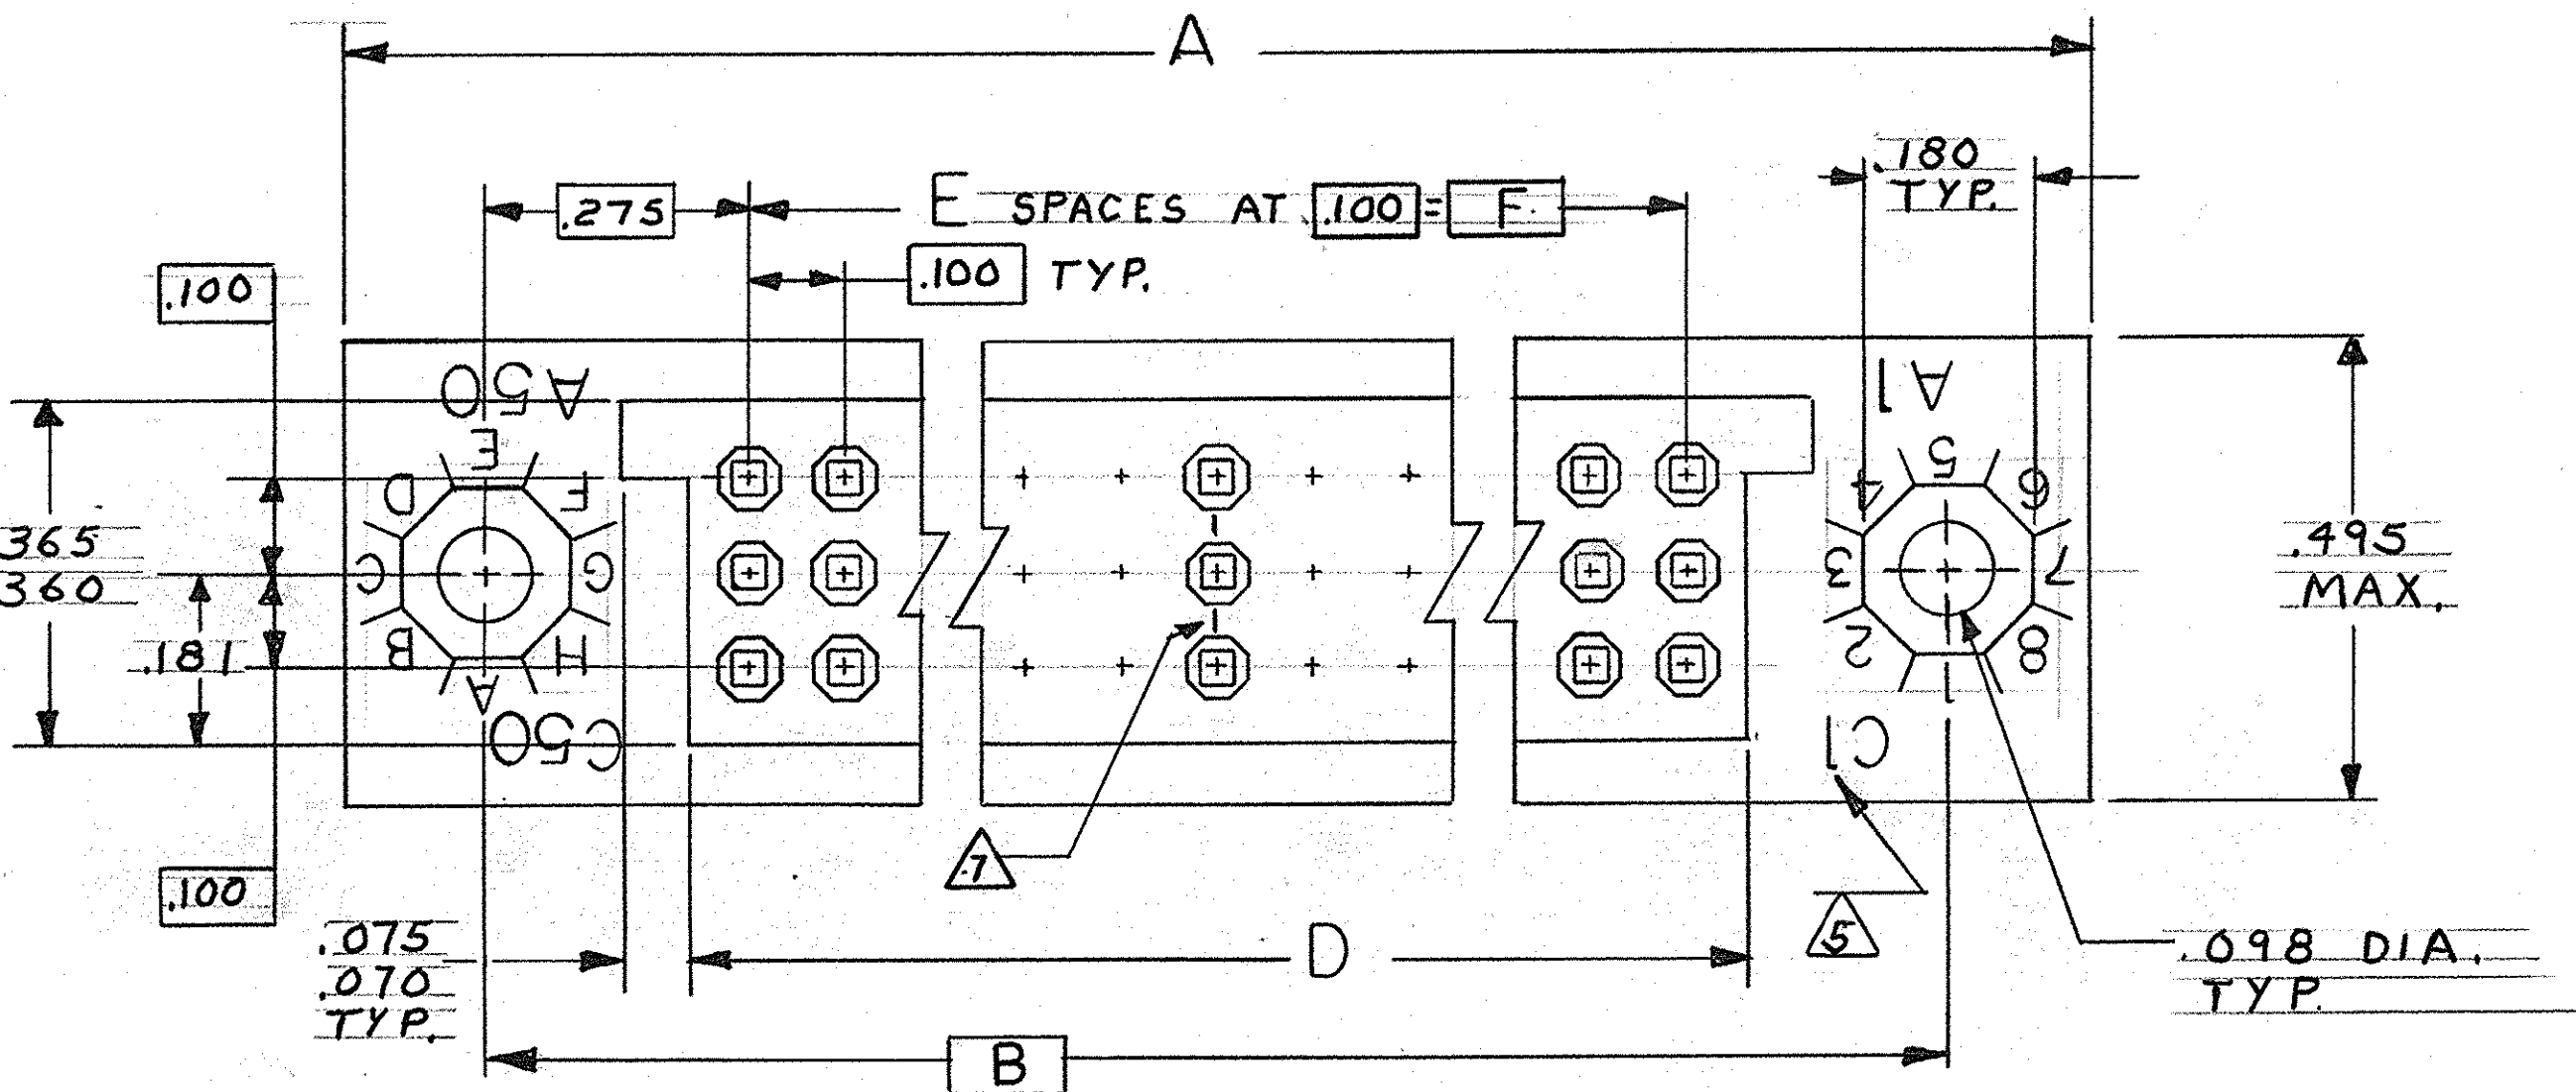 A
.180
TYP.
.275
E SPACES AT .100 = F
.100 TYP.
.100
A50
A1
E
D
F
C
G
B
H
A
C50
5
4
6
3
7
2
8
1
C1
365
360
.181
.495
MAX.
7
5
.100
.075
.070
TYP.
D
.098 DIA.
TYP.
B